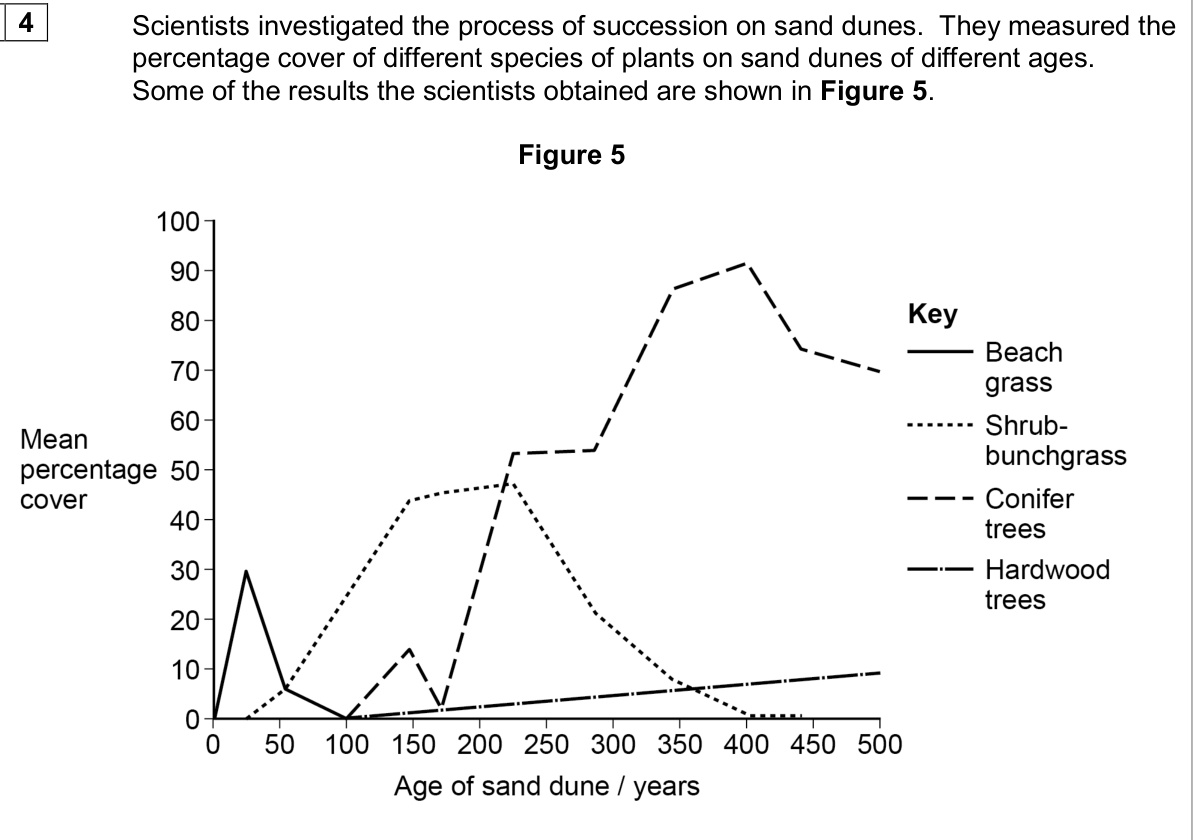 4
Scientists investigated the process of succession on sand dunes. They measured the
percentage cover of different species of plants on sand dunes of different ages.
Some of the results the scientists obtained are shown in Figure 5.
Figure 5
100
90
80
70
60
50
40
30
20
10
0
Mean
percentage
cover
0 50 100 150 200 250 300 350 400 450 500
Age of sand dune / years
Key
Beach
grass
Shrub-
bunchgrass
Conifer
trees
Hardwood
trees